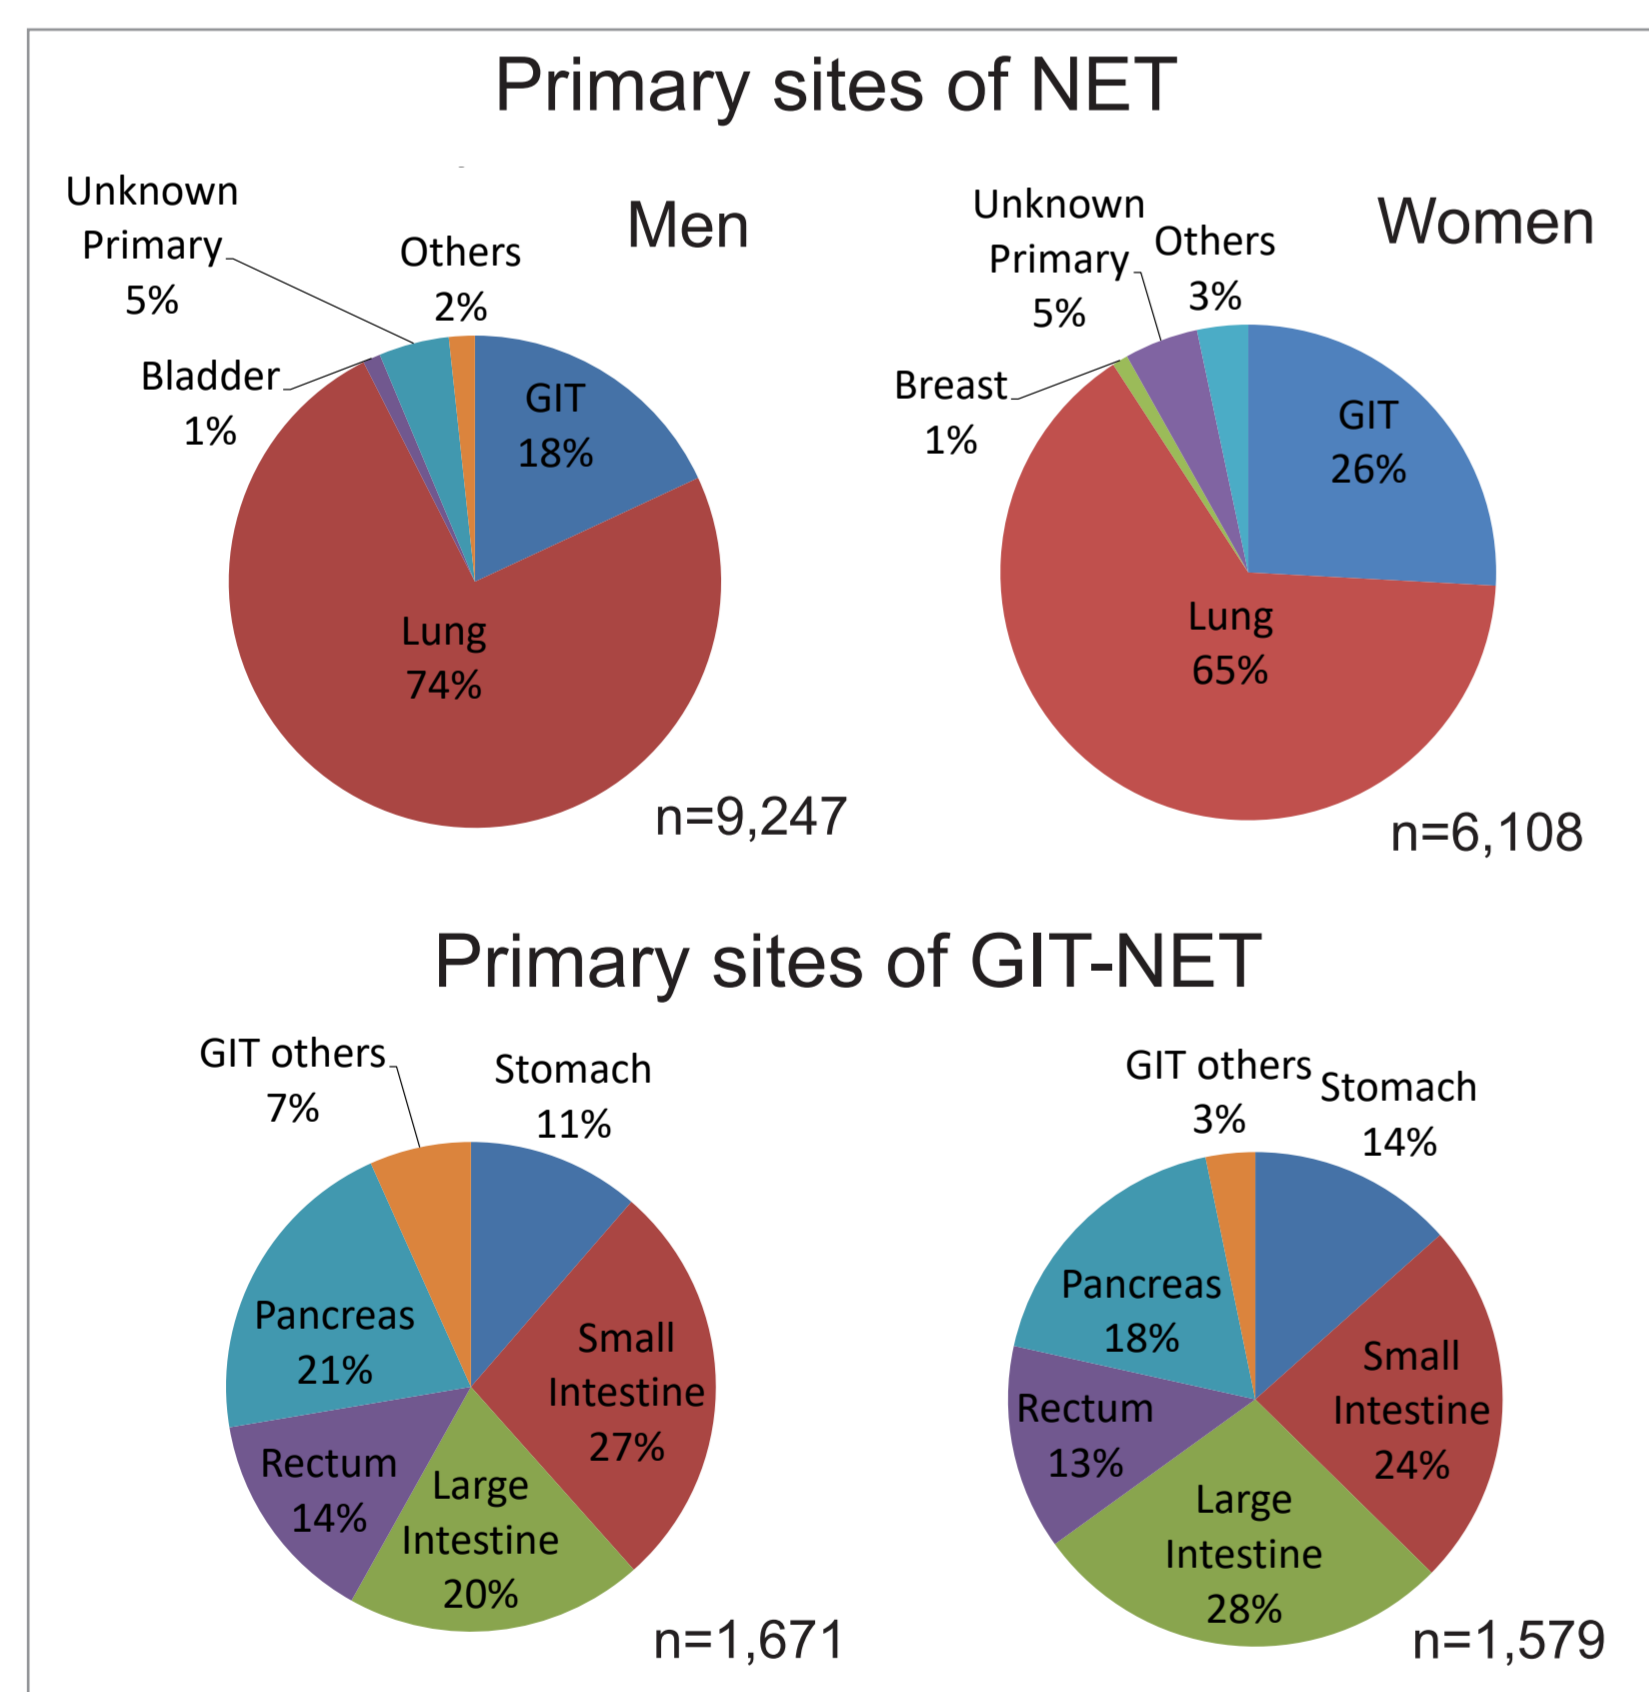 Primary sites of NET
Men
Unknown
Primary
5%
Others
2%
Bladder
1%
GIT
18%
Lung
74%
n=9,247
Women
Unknown
Primary
5%
Others
3%
Breast
1%
GIT
26%
Lung
65%
n=6,108
Primary sites of GIT-NET
GIT others
7%
Stomach
11%
Small
Intestine
27%
Large
Intestine
20%
Rectum
14%
Pancreas
21%
n=1,671
GIT others
3%
Stomach
14%
Small
Intestine
24%
Large
Intestine
28%
Rectum
13%
Pancreas
18%
n=1,579